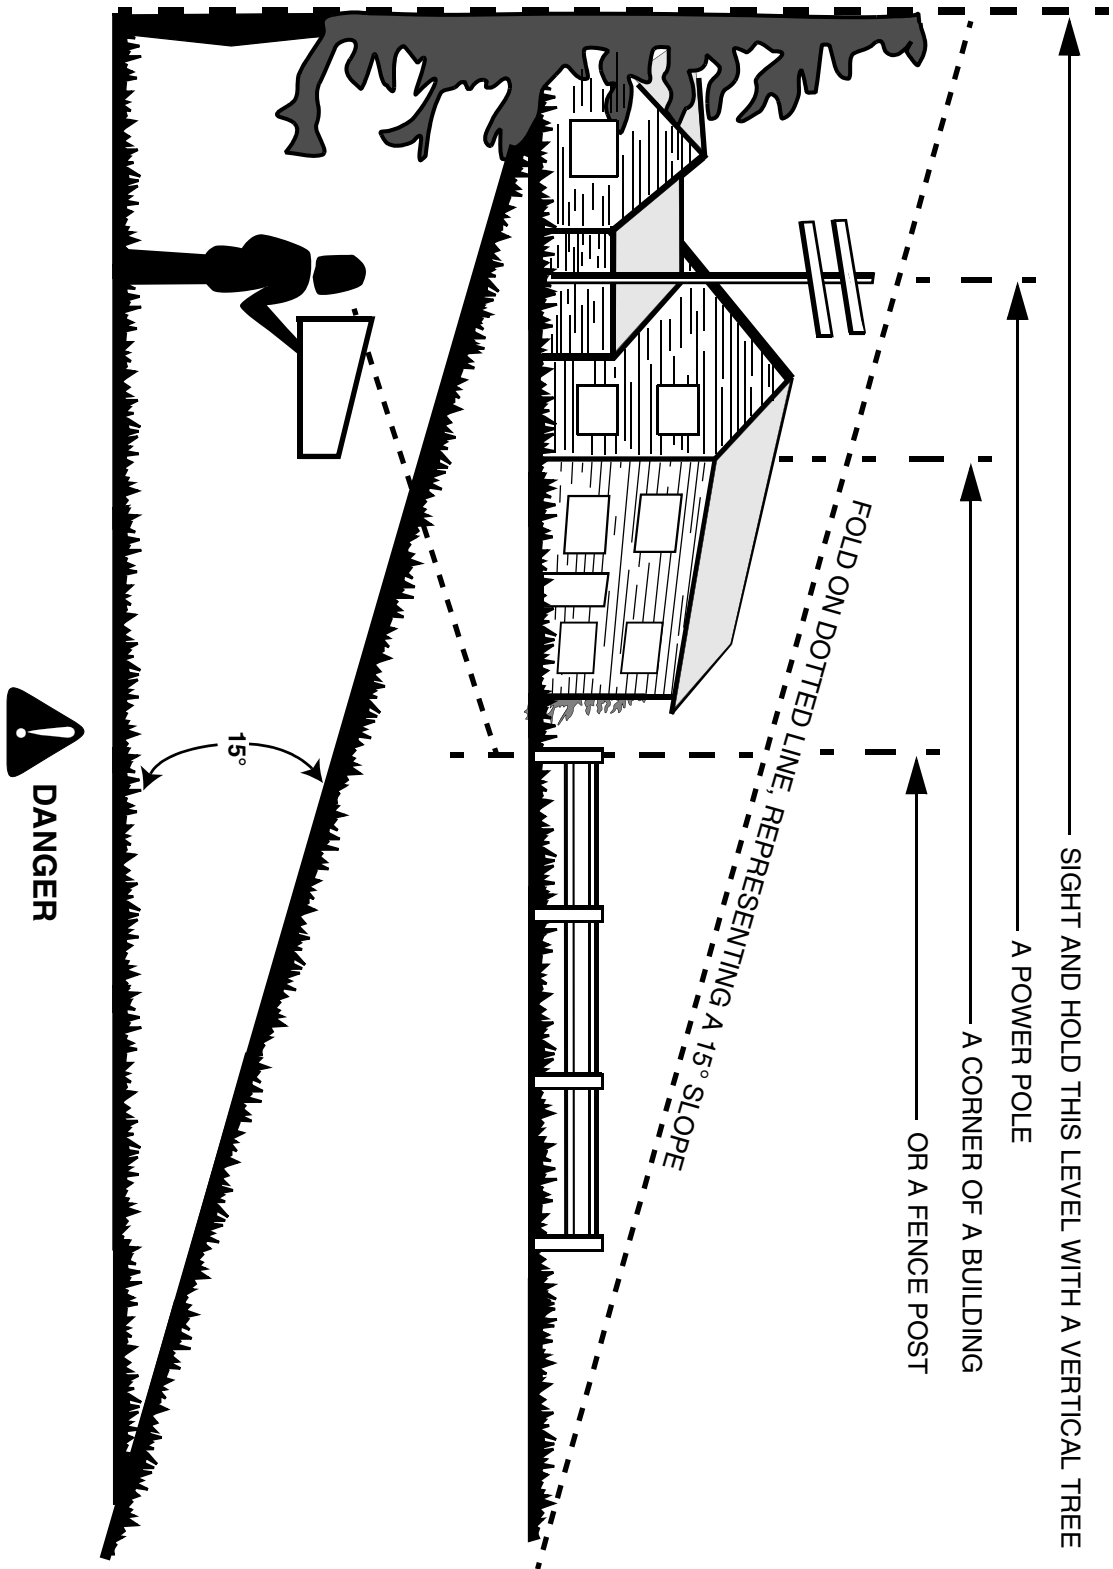 SIGHT AND HOLD THIS LEVEL WITH A VERTICAL TREE
A POWER POLE
A CORNER OF A BUILDING
OR A FENCE POST
FOLD ON DOTTED LINE, REPRESENTING A 15° SLOPE
15°
DANGER